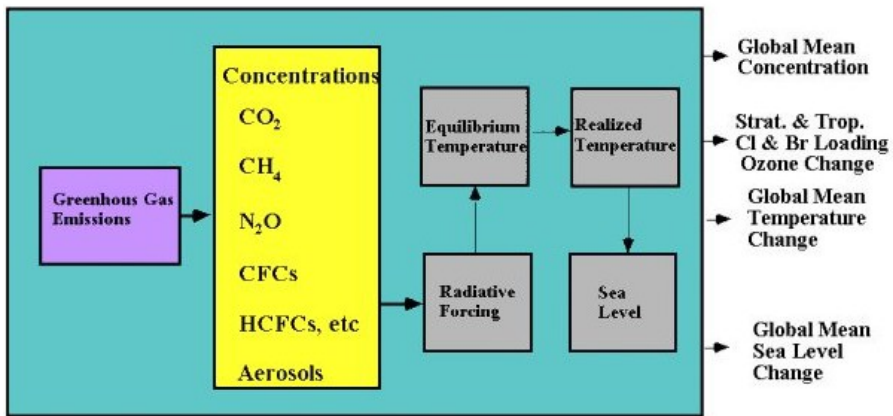 Greenhous Gas
Emissions
Concentrations
CO₂
CH₄
N₂O
CFCs
HCFCs, etc
Aerosols
Equilibrium
Temperature
Realized
Temperature
Radiative
Forcing
Sea
Level
Global Mean
Concentration
Strat. & Trop.
Cl & Br Loading
Ozone Change
Global Mean
Temperature
Change
Global Mean
Sea Level
Change